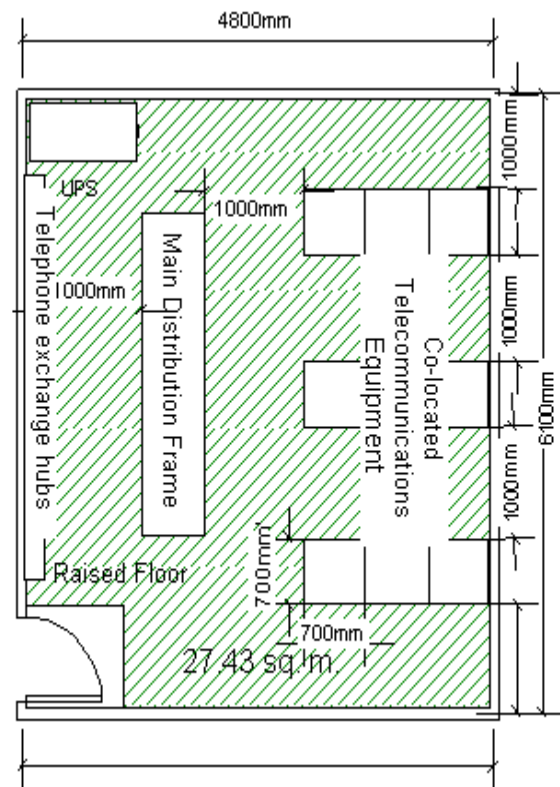 4800mm
1000mm
UPS
1000mm
Telephone exchange hubs
1000mm
Main Distribution Frame
Co-located
Telecommunications
Equipment
1000mm
6100mm
1000mm
Raised Floor
700mm
700mm
27.43 sq. m.